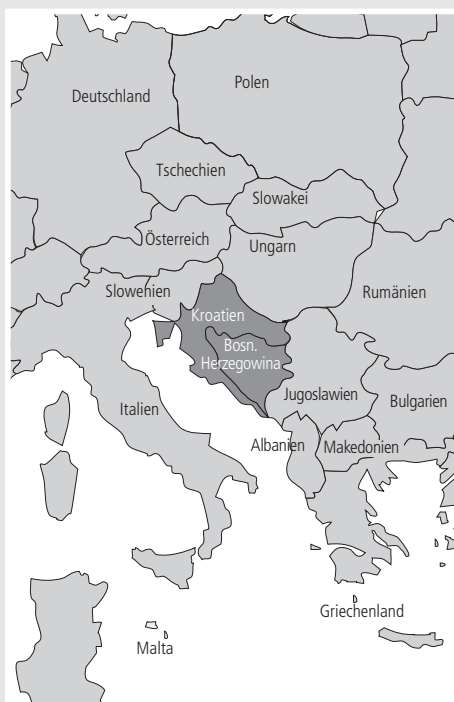 Deutschland
Polen
Tschechien
Slowakei
Österreich
Ungarn
Slowenien
Rumänien
Kroatien
Bosn.
Herzegowina
Jugoslawien
Bulgarien
Italien
Albanien
Makedonien
Griechenland
Malta